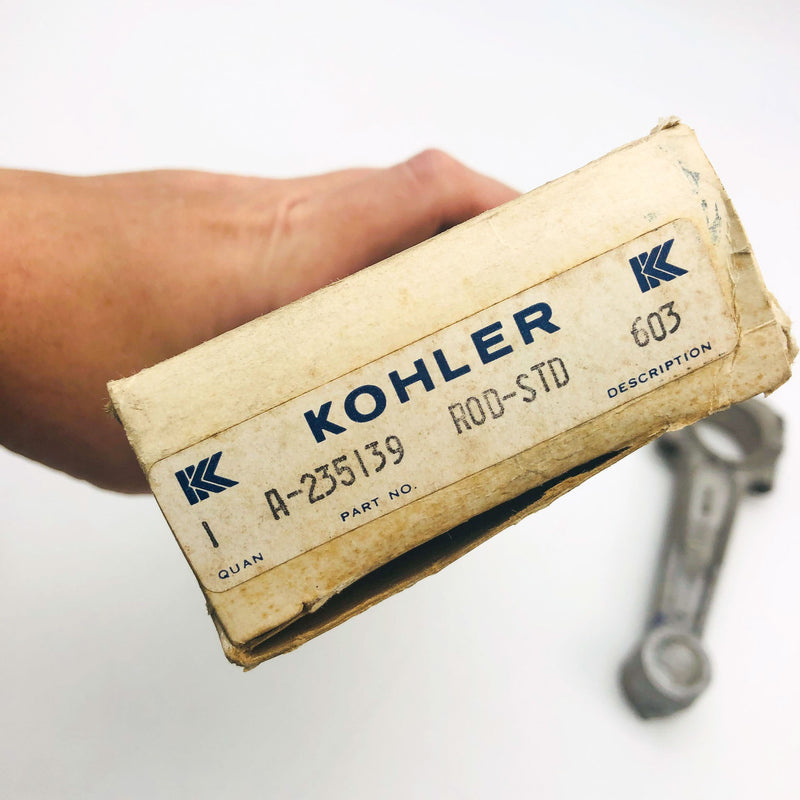 KOHLER
1 A-235139 ROD-STD 603
QUAN PART NO. DESCRIPTION